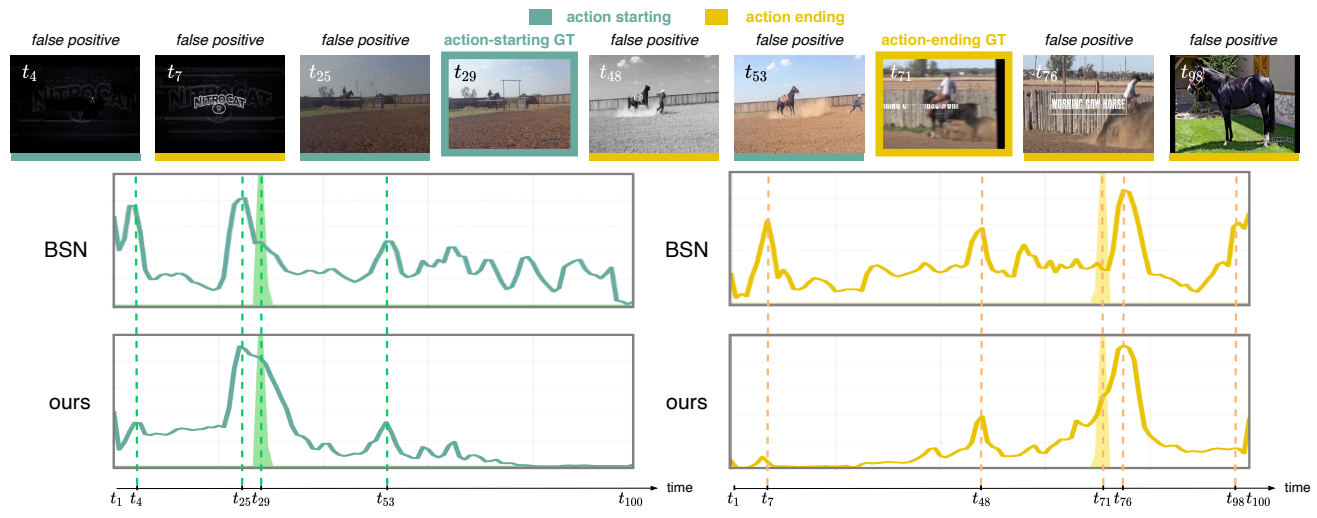 action starting action ending
false positive false positive false positive action-starting GT false positive false positive action-ending GT false positive false positive
t4 t7 t25 t29 t48 t53 t71 t76 t98
NITROCAT
NITROCAT
WORKING COW HORSE
BSN BSN
ours ours
t1 t4 t25 t29 t53 t100 time t1 t7 t48 t71 t76 t98 t100 time